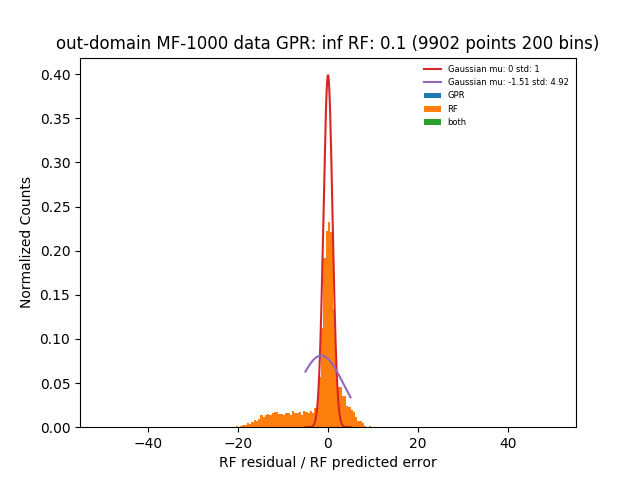 out-domain MF-1000 data GPR: inf RF: 0.1 (9902 points 200 bins)
Gaussian mu: 0 std: 1
Gaussian mu: -1.51 std: 4.92
GPR
RF
both
Normalized Counts
0.40
0.35
0.30
0.25
0.20
0.15
0.10
0.05
0.00
−40 −20 0 20 40
RF residual / RF predicted error